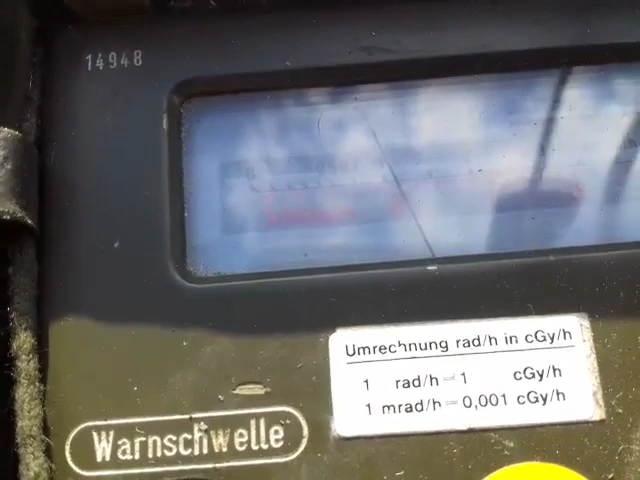 14948
Umrechnung rad/h in cGy/h
1 rad/h = 1 cGy/h
1 mrad/h = 0,001 cGy/h
Warnschwelle